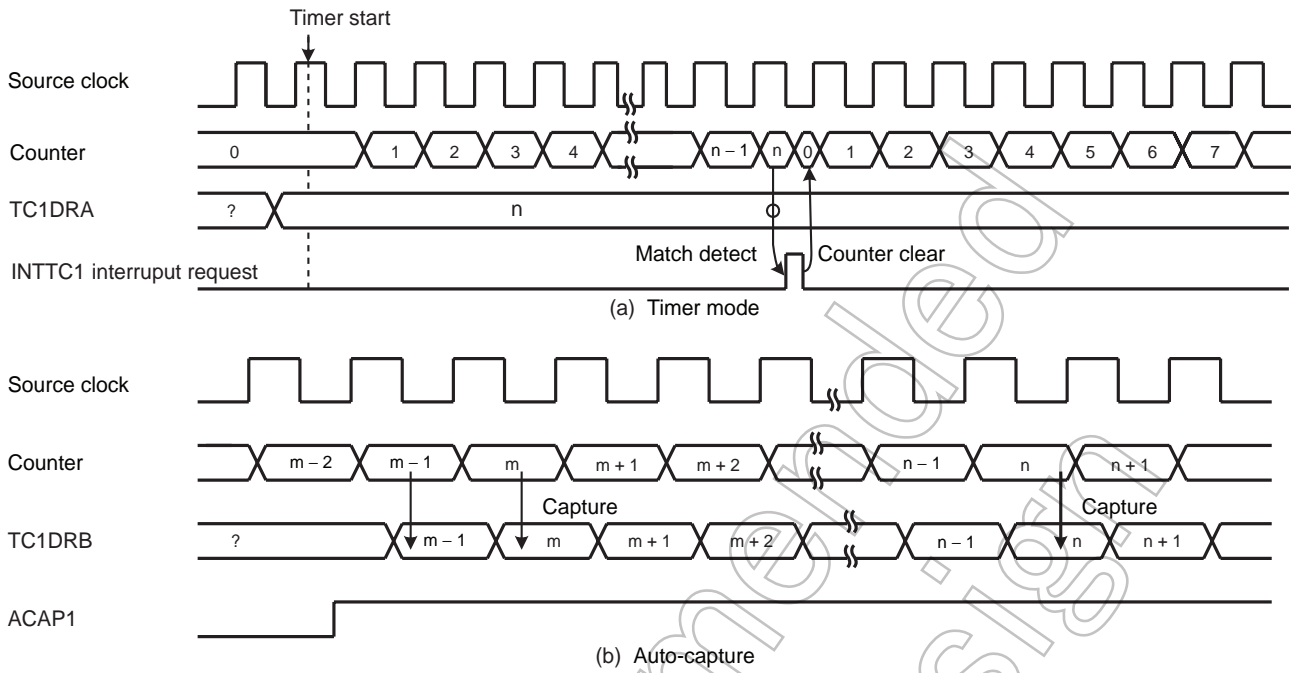 Timer start
Source clock
Counter
0 1 2 3 4 n – 1 n 0 1 2 3 4 5 6 7
TC1DRA
? n
Match detect Counter clear
INTTC1 interruput request
(a) Timer mode
Source clock
Counter
m – 2 m – 1 m m + 1 m + 2 n – 1 n n + 1
Capture Capture
TC1DRB
? m – 1 m m + 1 m + 2 n – 1 n n + 1
ACAP1
(b) Auto-capture